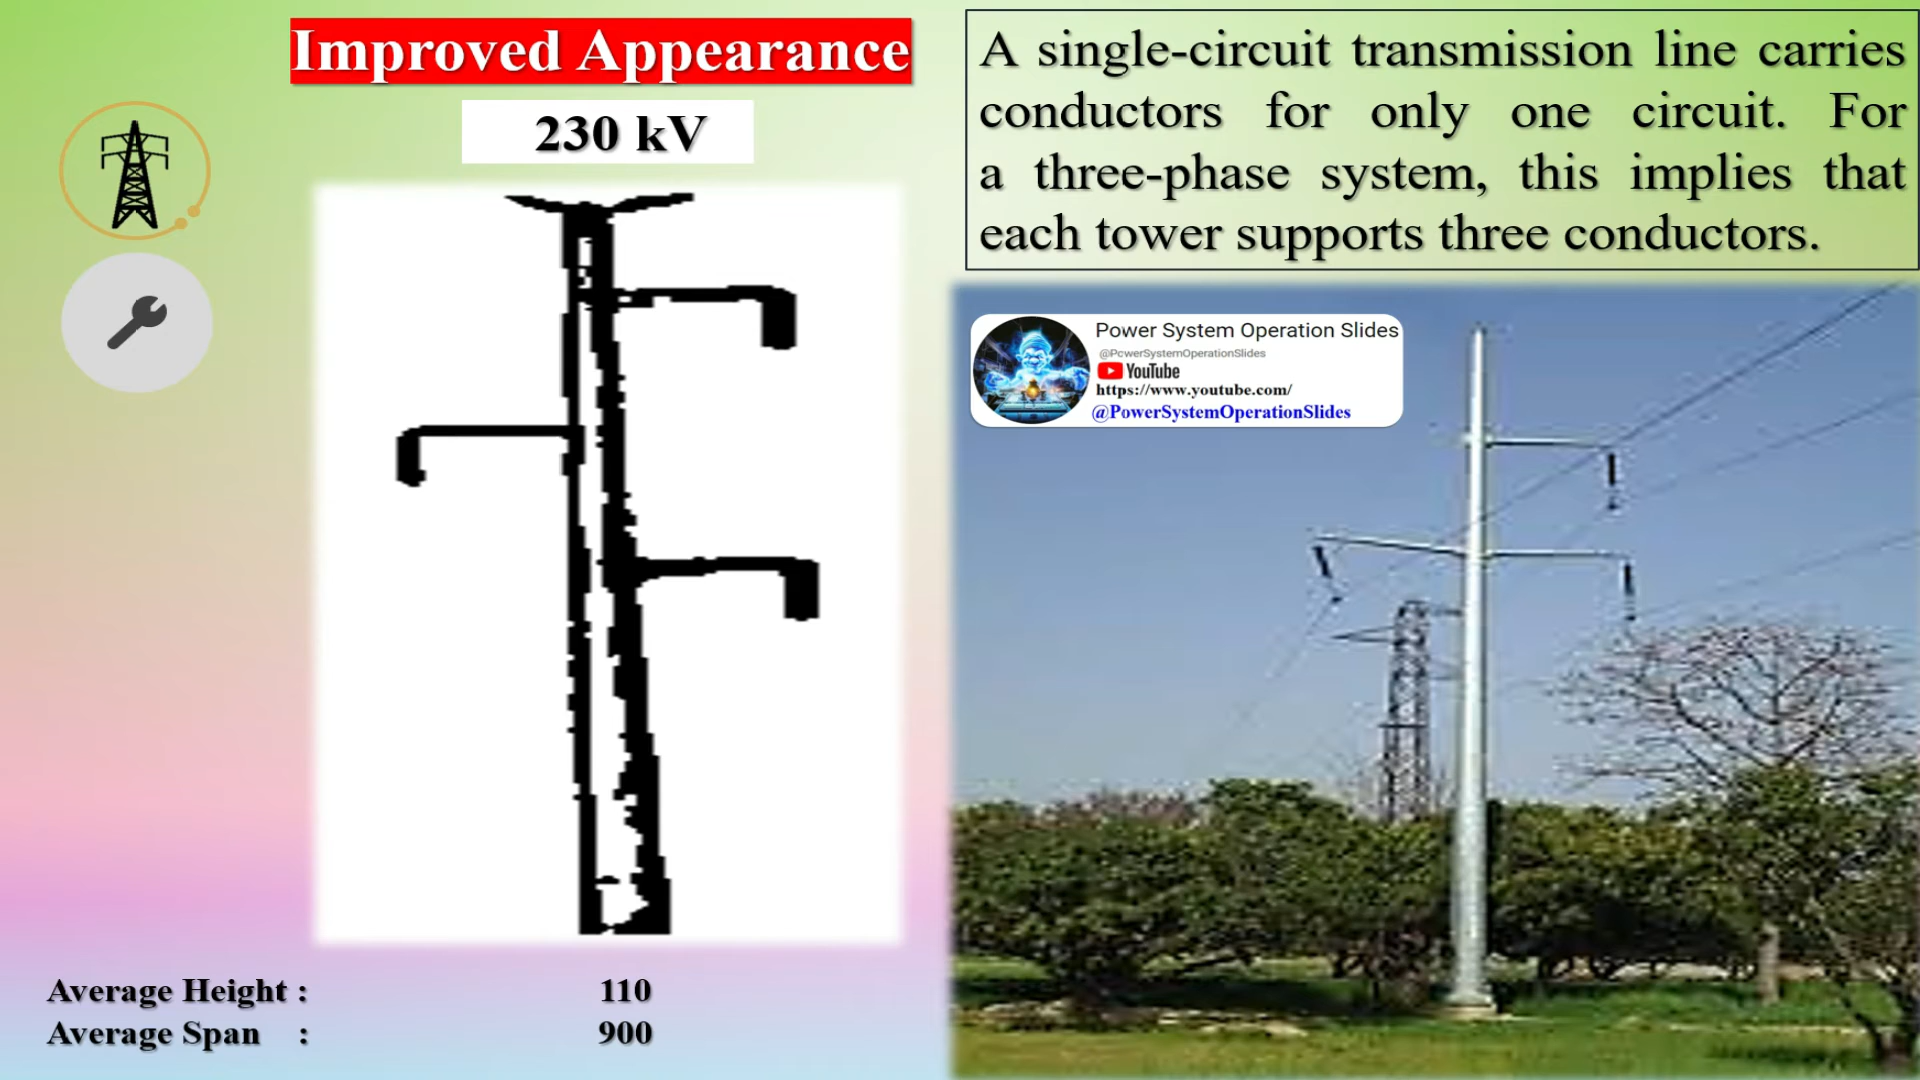 Improved Appearance
230 kV
A single-circuit transmission line carries
conductors for only one circuit. For
a three-phase system, this implies that
each tower supports three conductors.
Power System Operation Slides
@PowerSystemOperationSlides
YouTube
https://www.youtube.com/
@PowerSystemOperationSlides
Average Height : 110
Average Span : 900